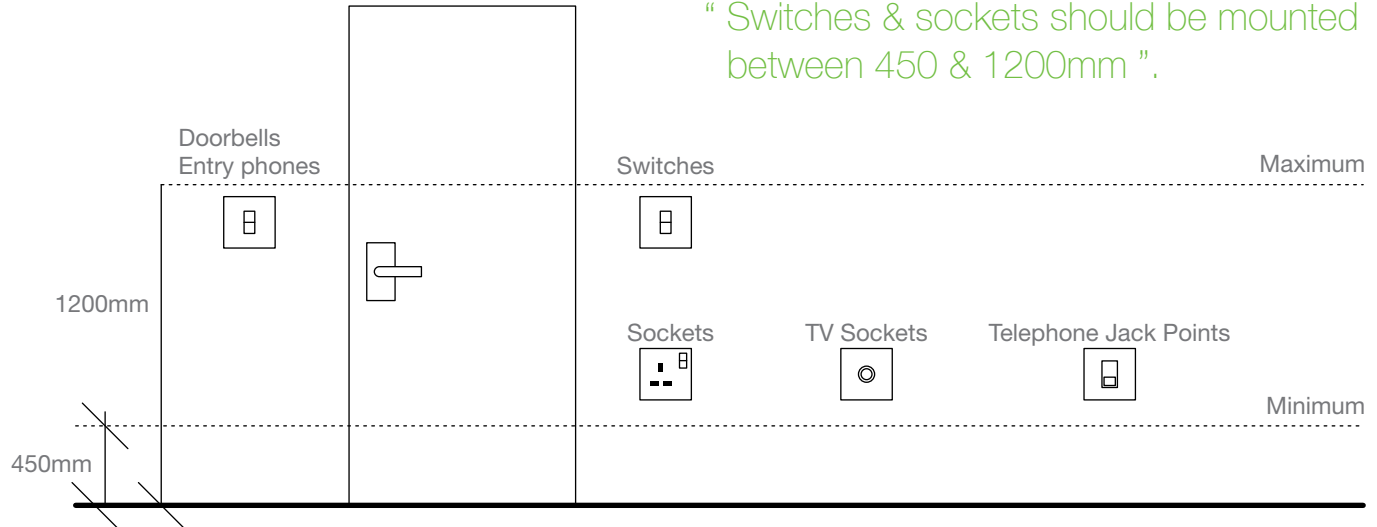 “ Switches & sockets should be mounted
between 450 & 1200mm ”.
Doorbells
Entry phones
Switches
Maximum
1200mm
Sockets
TV Sockets
Telephone Jack Points
Minimum
450mm